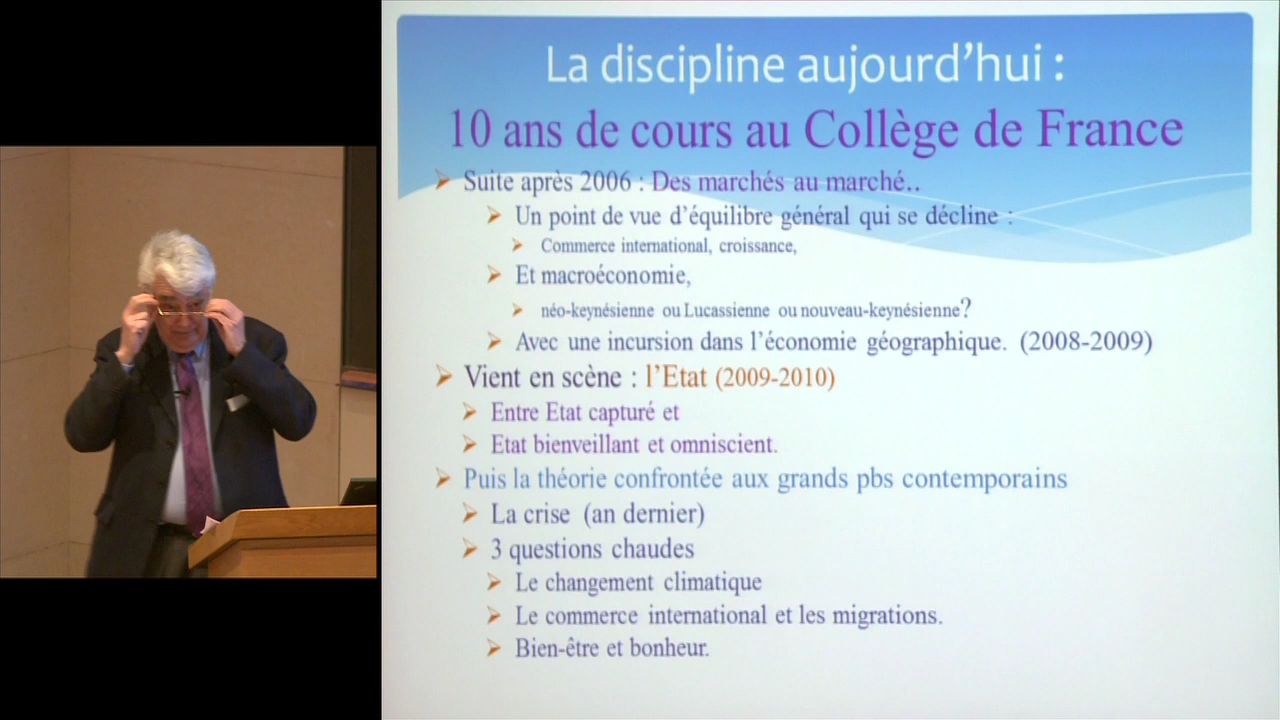 La discipline aujourd’hui :
10 ans de cours au Collège de France
Suite après 2006 : Des marchés au marché..
Un point de vue d’équilibre général qui se décline :
Commerce international, croissance,
Et macroéconomie,
néo-keynésienne ou Lucassienne ou nouveau-keynésienne?
Avec une incursion dans l’économie géographique. (2008-2009)
Vient en scène : l’Etat (2009-2010)
Entre Etat capturé et
Etat bienveillant et omniscient.
Puis la théorie confrontée aux grands pbs contemporains
La crise (an dernier)
3 questions chaudes
Le changement climatique
Le commerce international et les migrations.
Bien-être et bonheur.